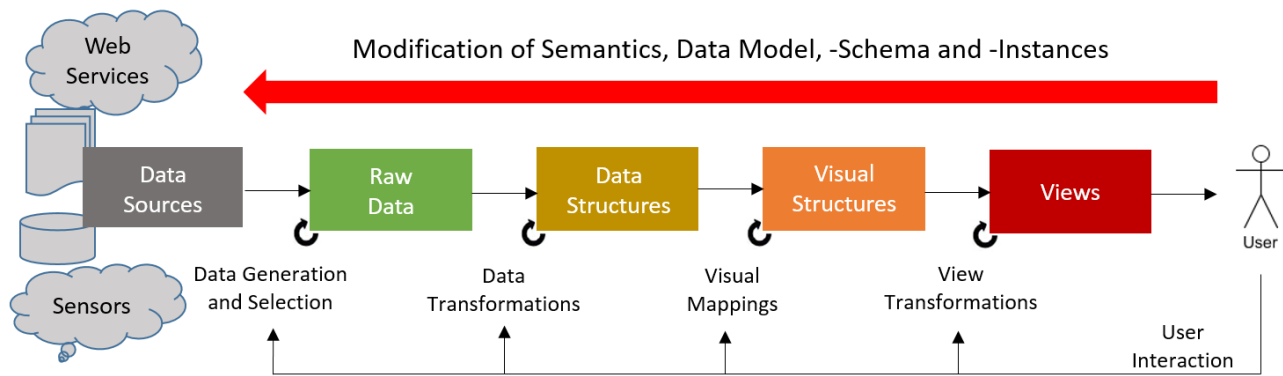 Web
Services
Modification of Semantics, Data Model, -Schema and -Instances
Data
Sources
Raw
Data
Data
Structures
Visual
Structures
Views
User
Data Generation
and Selection
Data
Transformations
Visual
Mappings
View
Transformations
Sensors
User
Interaction